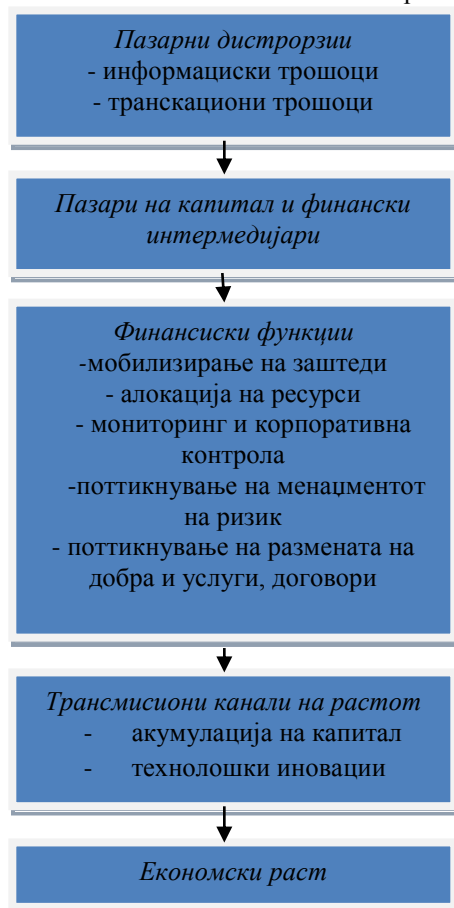 Пазарни дисторзии
- информациски трошоци
- транскациони трошоци
Пазари на капитал и фински
интермедијари
Финансиски функции
-мобилизирање на заштеди
- алокација на ресурси
- мониторинг и корпоративна
контрола
-поттикнување на менаџментот
на ризик
- поттикнување на размената на
добра и услуги, договори
Трансмисиони канали на растот
- акумулација на капитал
- технолошки иновации
Економски раст